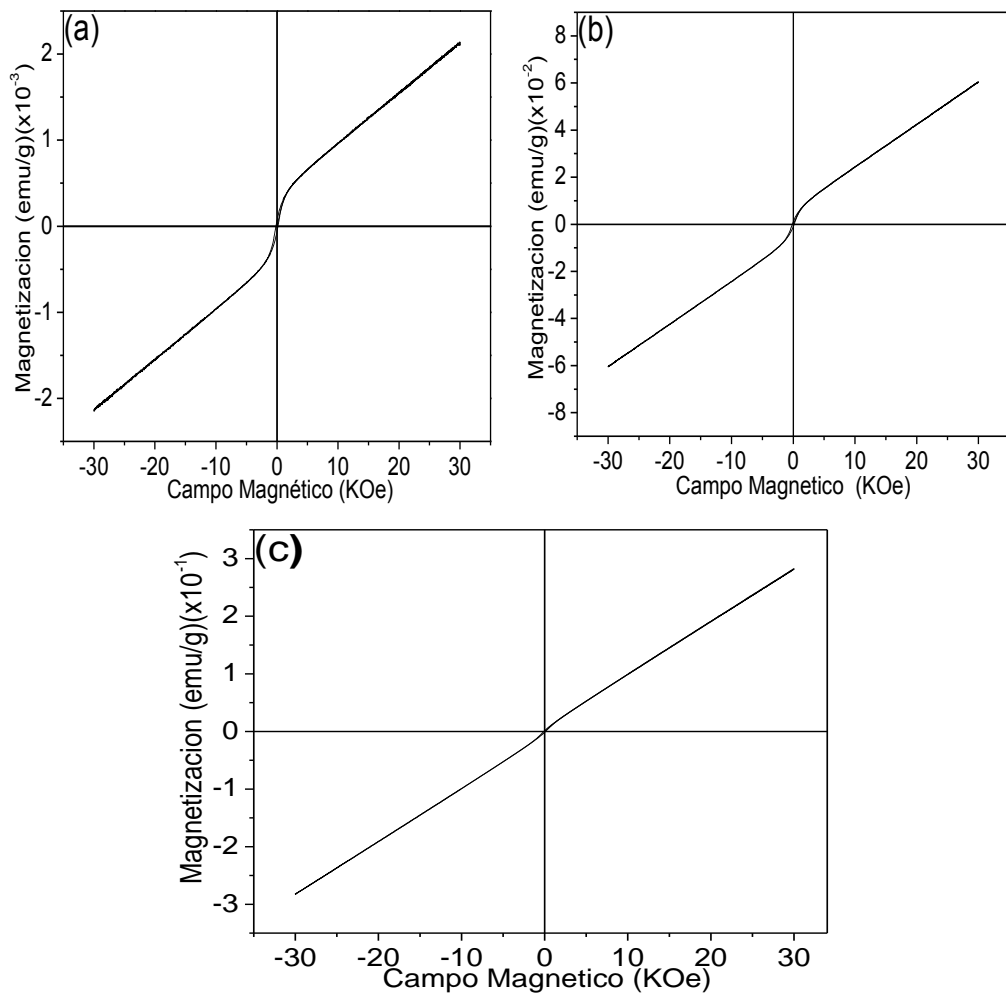 (a)
Magnetizacion (emu/g)(x10⁻³)
2
1
0
-1
-2
-30 -20 -10 0 10 20 30
Campo Magnético (KOe)
(b)
Magnetizacion (emu/g)(x10⁻²)
8
6
4
2
0
-2
-4
-6
-8
-30 -20 -10 0 10 20 30
Campo Magnetico (KOe)
(c)
Magnetizacion (emu/g)(x10⁻¹)
3
2
1
0
-1
-2
-3
-30 -20 -10 0 10 20 30
Campo Magnetico (KOe)